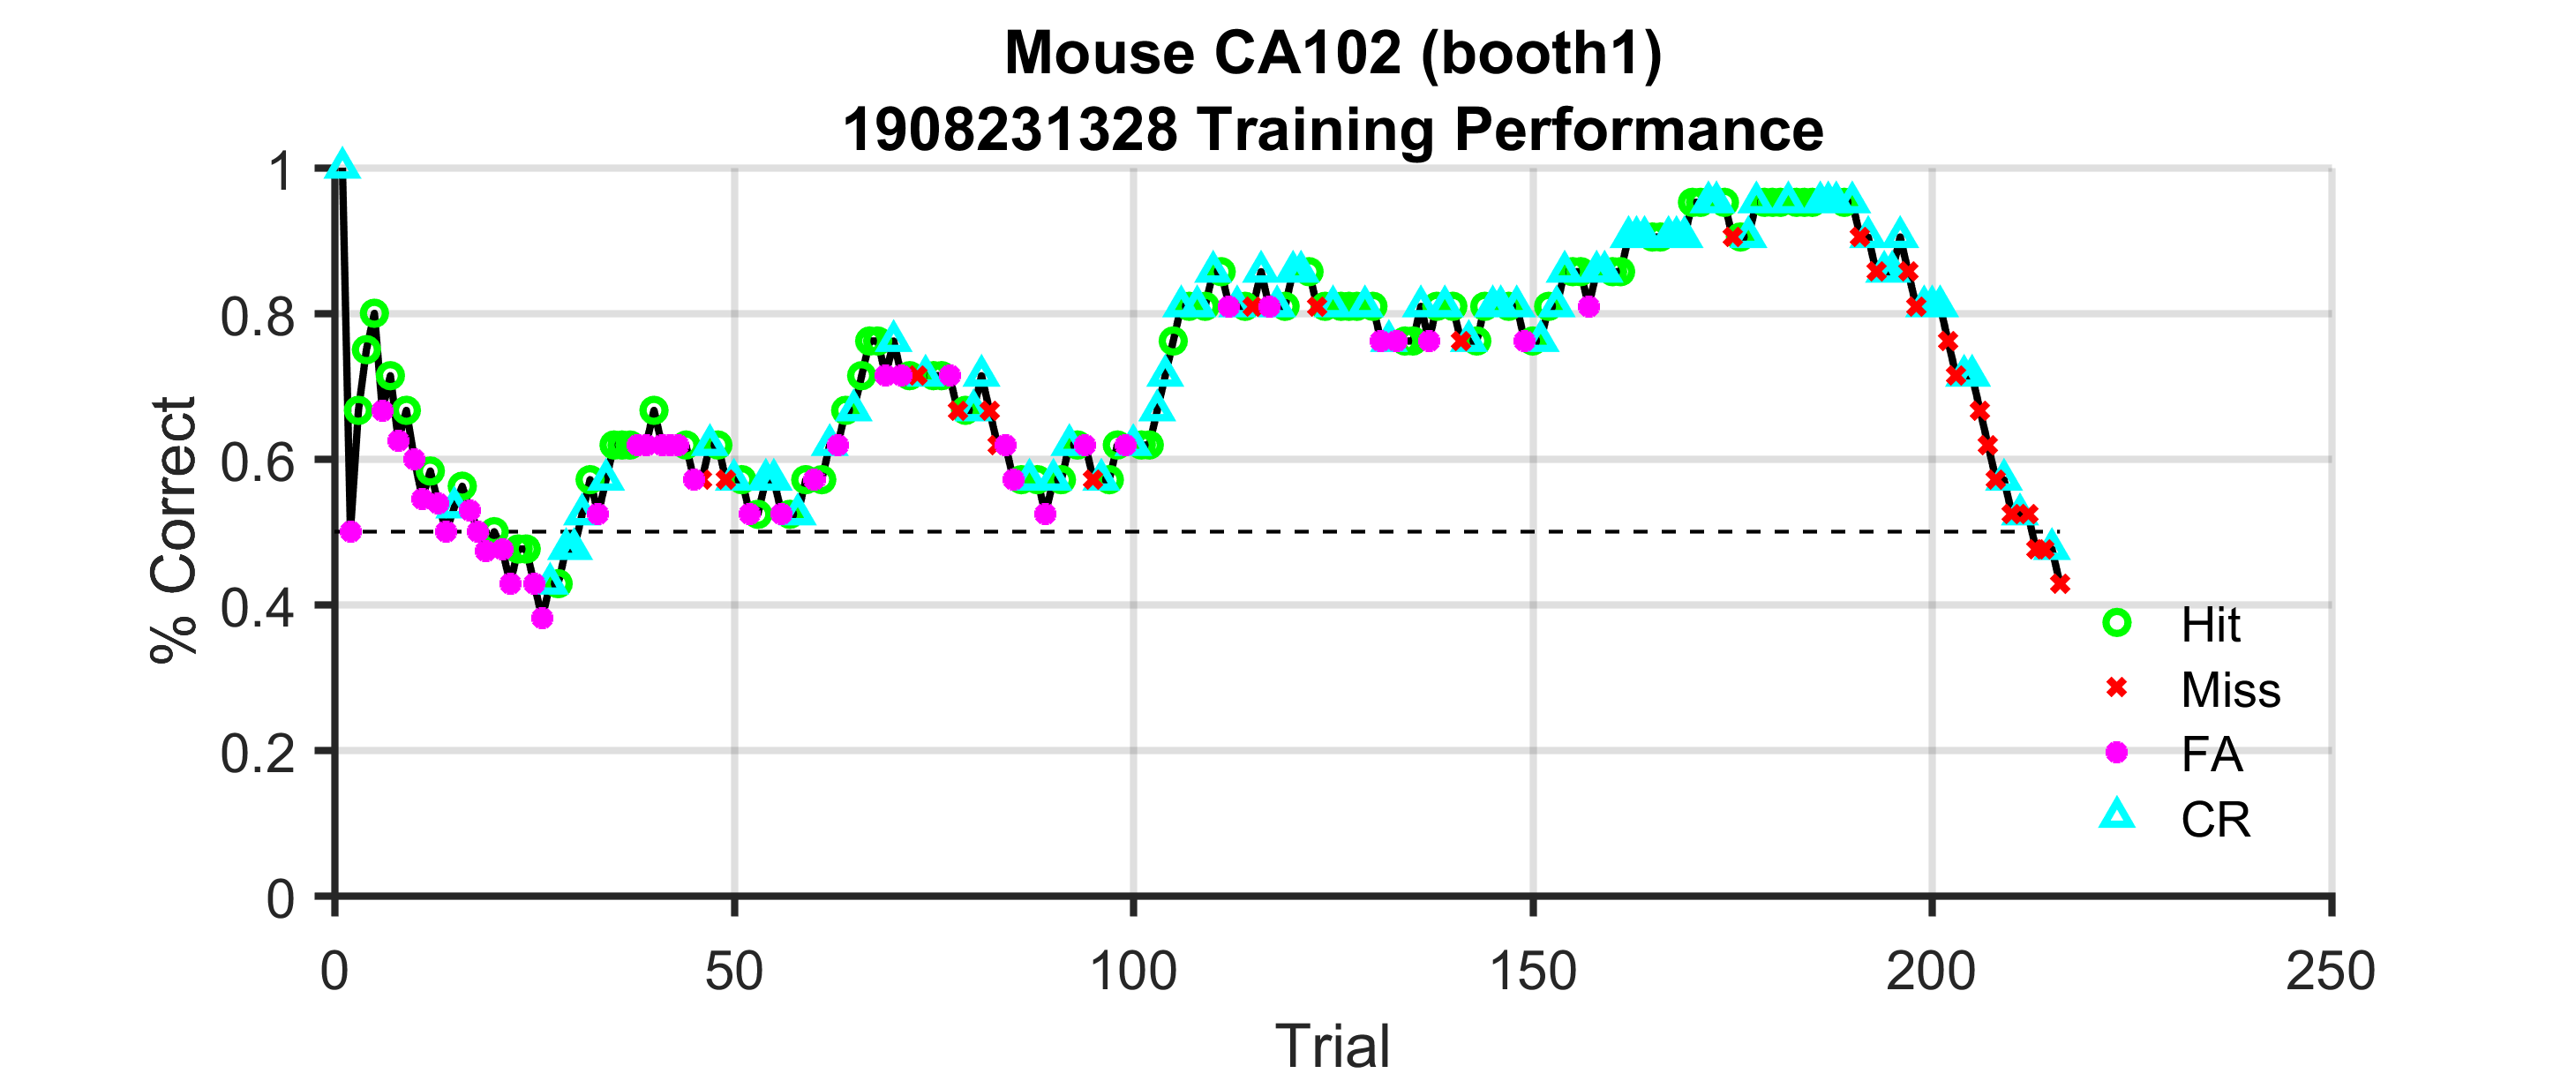 Mouse CA102 (booth1)
1908231328 Training Performance
% Correct
1
0.8
0.6
0.4
0.2
0
0
50
100
150
200
250
Trial
Hit
Miss
FA
CR